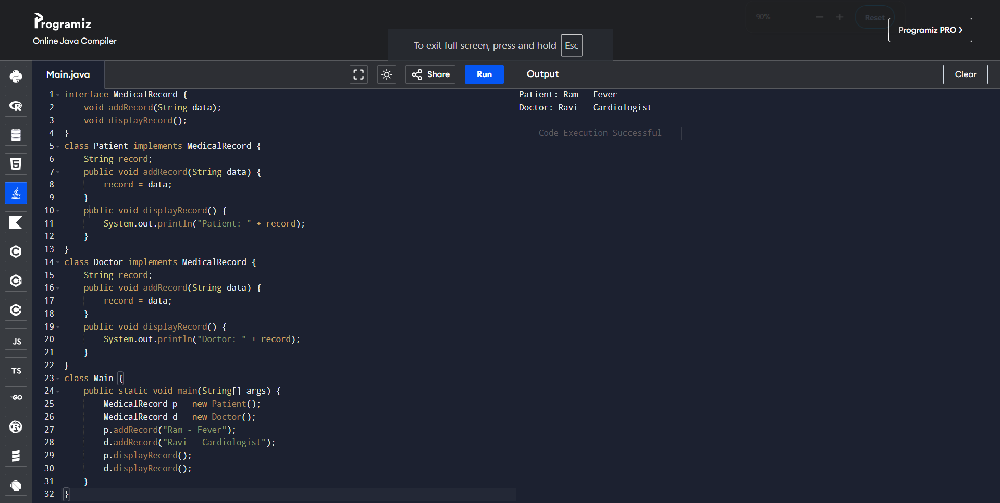 Programiz
Online Java Compiler
90%
Reset
To exit full screen, press and hold Esc
Programiz PRO ❯
Main.java
Share
Run
Output
Clear
1 interface MedicalRecord {
2     void addRecord(String data);
3     void displayRecord();
4 }
5 class Patient implements MedicalRecord {
6     String record;
7     public void addRecord(String data) {
8         record = data;
9     }
10     public void displayRecord() {
11         System.out.println("Patient: " + record);
12     }
13 }
14 class Doctor implements MedicalRecord {
15     String record;
16     public void addRecord(String data) {
17         record = data;
18     }
19     public void displayRecord() {
20         System.out.println("Doctor: " + record);
21     }
22 }
23 class Main {
24     public static void main(String[] args) {
25         MedicalRecord p = new Patient();
26         MedicalRecord d = new Doctor();
27         p.addRecord("Ram - Fever");
28         d.addRecord("Ravi - Cardiologist");
29         p.displayRecord();
30         d.displayRecord();
31     }
32 }
Patient: Ram - Fever
Doctor: Ravi - Cardiologist
=== Code Execution Successful ===
JS
TS
GO